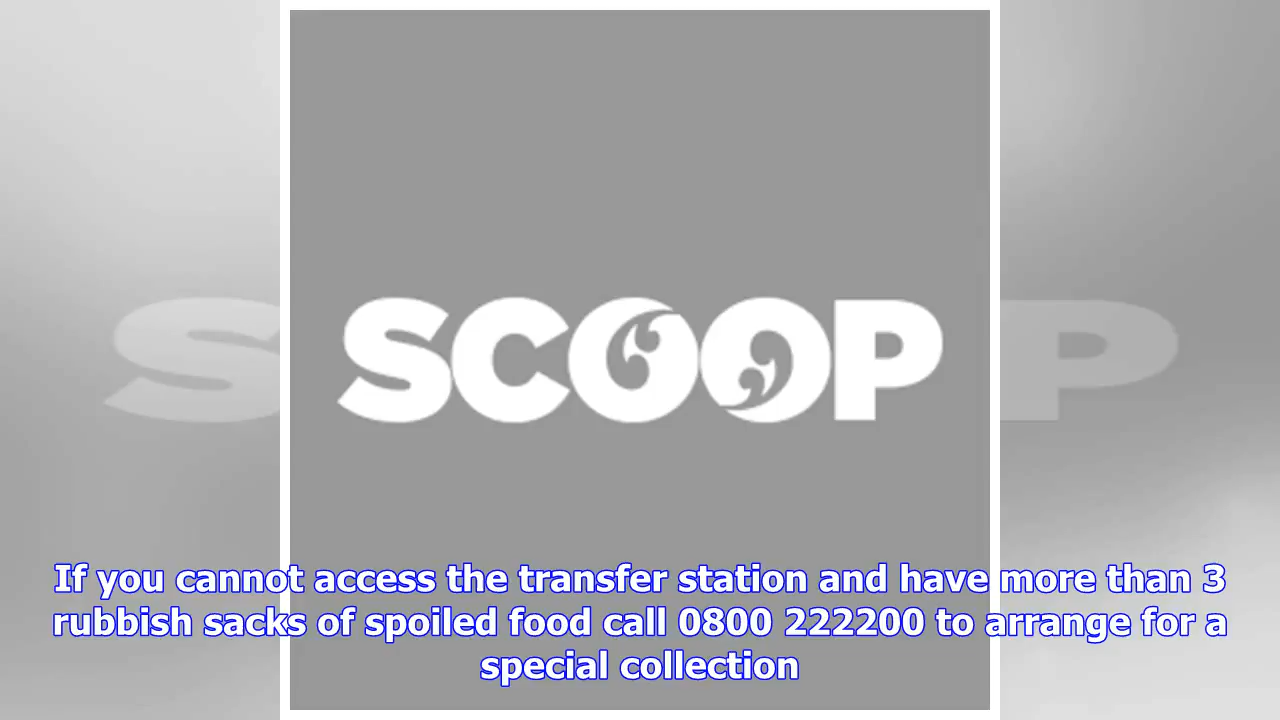 SCOOP
If you cannot access the transfer station and have more than 3
rubbish sacks of spoiled food call 0800 222200 to arrange for a
special collection